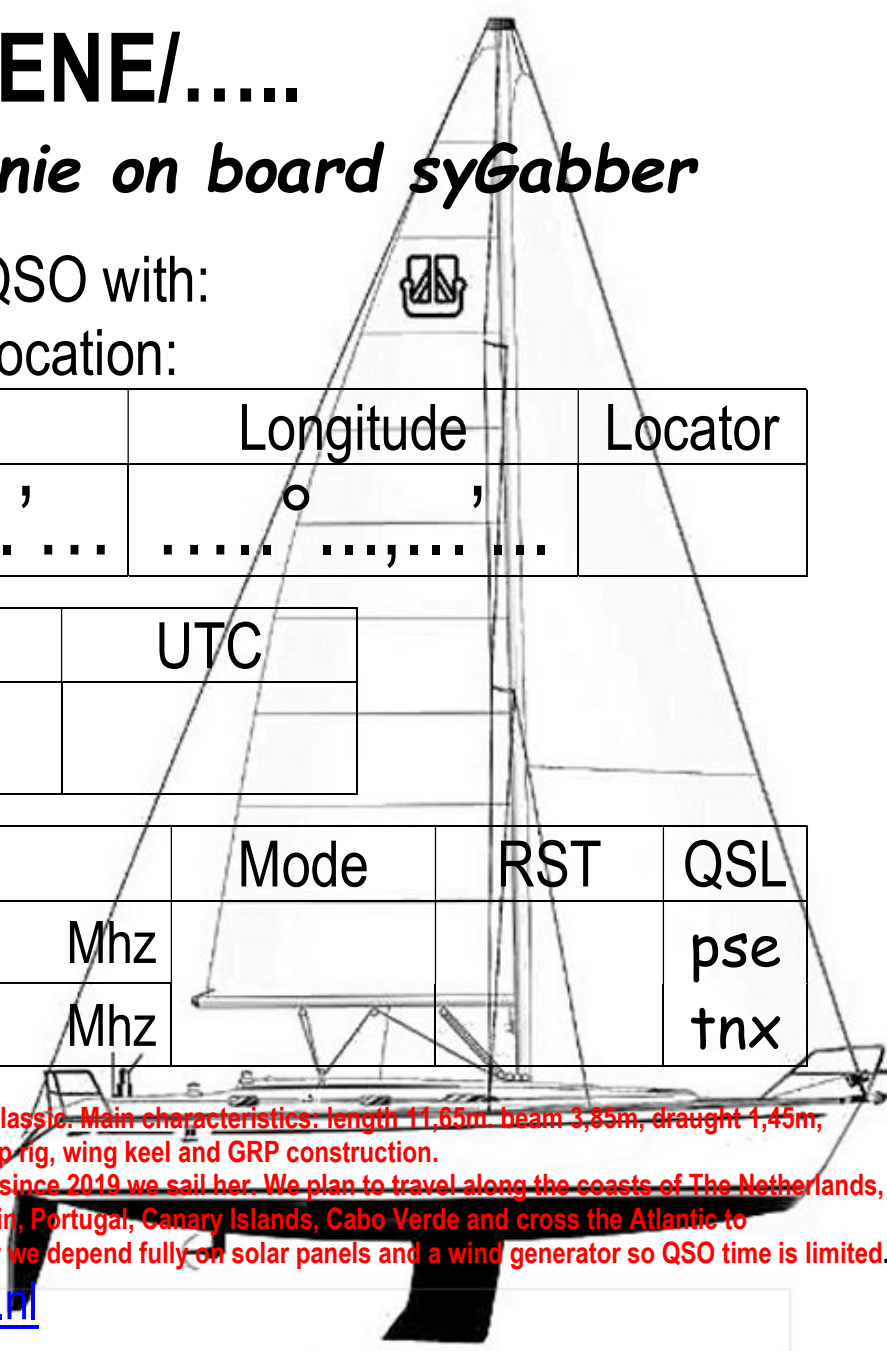 ENE/…..
nie on board syGabber
QSO with:
ocation:
Longitude Locator
’ ° ’
. … ….. …,… …
UTC
Mode RST QSL
Mhz pse
Mhz tnx
lassic. Main characteristics: length 11,65m. beam 3,85m, draught 1,45m,
p rig, wing keel and GRP construction.
since 2019 we sail her. We plan to travel along the coasts of The Netherlands,
in, Portugal, Canary Islands, Cabo Verde and cross the Atlantic to
we depend fully on solar panels and a wind generator so QSO time is limited.
.nl